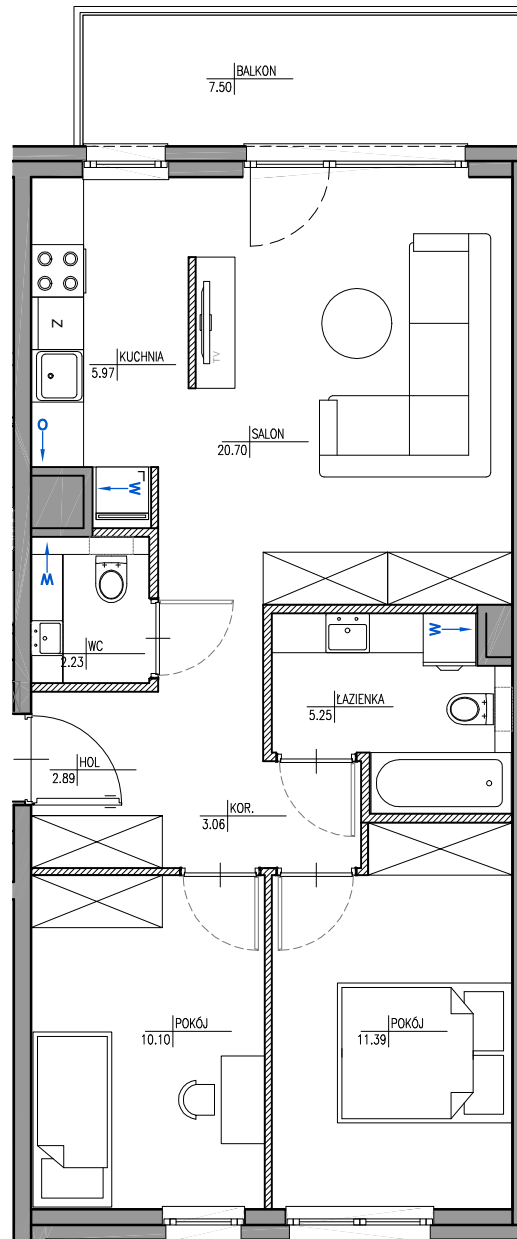 BALKON
7.50
Z
TV
KUCHNIA
5.97
O
SALON
20.70
W
W
WC
2.23
W
ŁAZIENKA
5.25
HOL
2.89
KOR.
3.06
POKÓJ
10.10
POKÓJ
11.39